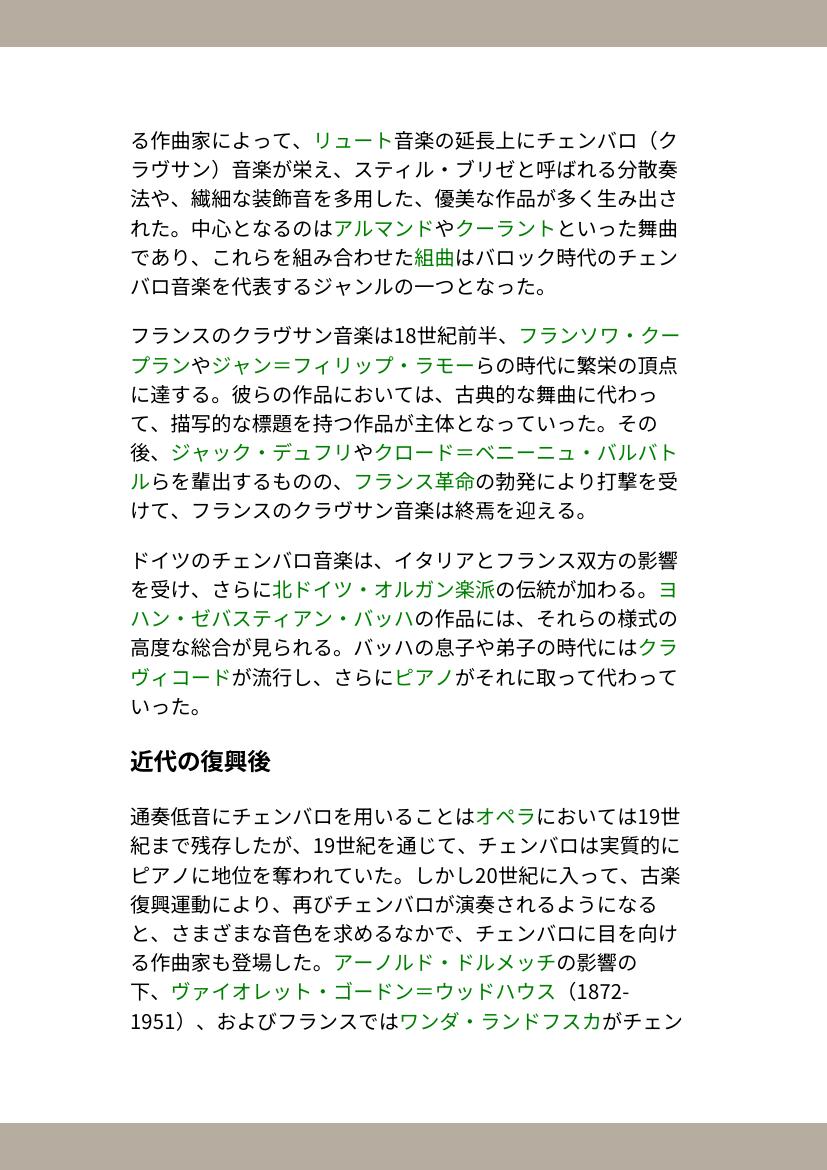 る作曲家によって、リュート音楽の延長上にチェンバロ（ク
ラヴサン）音楽が栄え、スティル・ブリゼと呼ばれる分散奏
法や、繊細な装飾音を多用した、優美な作品が多く生み出さ
れた。中心となるのはアルマンドやクーラントといった舞曲
であり、これらを組み合わせた組曲はバロック時代のチェン
バロ音楽を代表するジャンルの一つとなった。
フランスのクラヴサン音楽は18世紀前半、フランソワ・クー
プランやジャン＝フィリップ・ラモーらの時代に繁栄の頂点
に達する。彼らの作品においては、古典的な舞曲に代わっ
て、描写的な標題を持つ作品が主体となっていった。その
後、ジャック・デュフリやクロード＝ベニーニュ・バルバト
ルらを輩出するものの、フランス革命の勃発により打撃を受
けて、フランスのクラヴサン音楽は終焉を迎える。
ドイツのチェンバロ音楽は、イタリアとフランス双方の影響
を受け、さらに北ドイツ・オルガン楽派の伝統が加わる。ヨ
ハン・ゼバスティアン・バッハの作品には、それらの様式の
高度な総合が見られる。バッハの息子や弟子の時代にはクラ
ヴィコードが流行し、さらにピアノがそれに取って代わって
いった。
近代の復興後
通奏低音にチェンバロを用いることはオペラにおいては19世
紀まで残存したが、19世紀を通じて、チェンバロは実質的に
ピアノに地位を奪われていた。しかし20世紀に入って、古楽
復興運動により、再びチェンバロが演奏されるようになる
と、さまざまな音色を求めるなかで、チェンバロに目を向け
る作曲家も登場した。アーノルド・ドルメッチの影響の
下、ヴァイオレット・ゴードン＝ウッドハウス（1872-
1951）、およびフランスではワンダ・ランドフスカがチェン